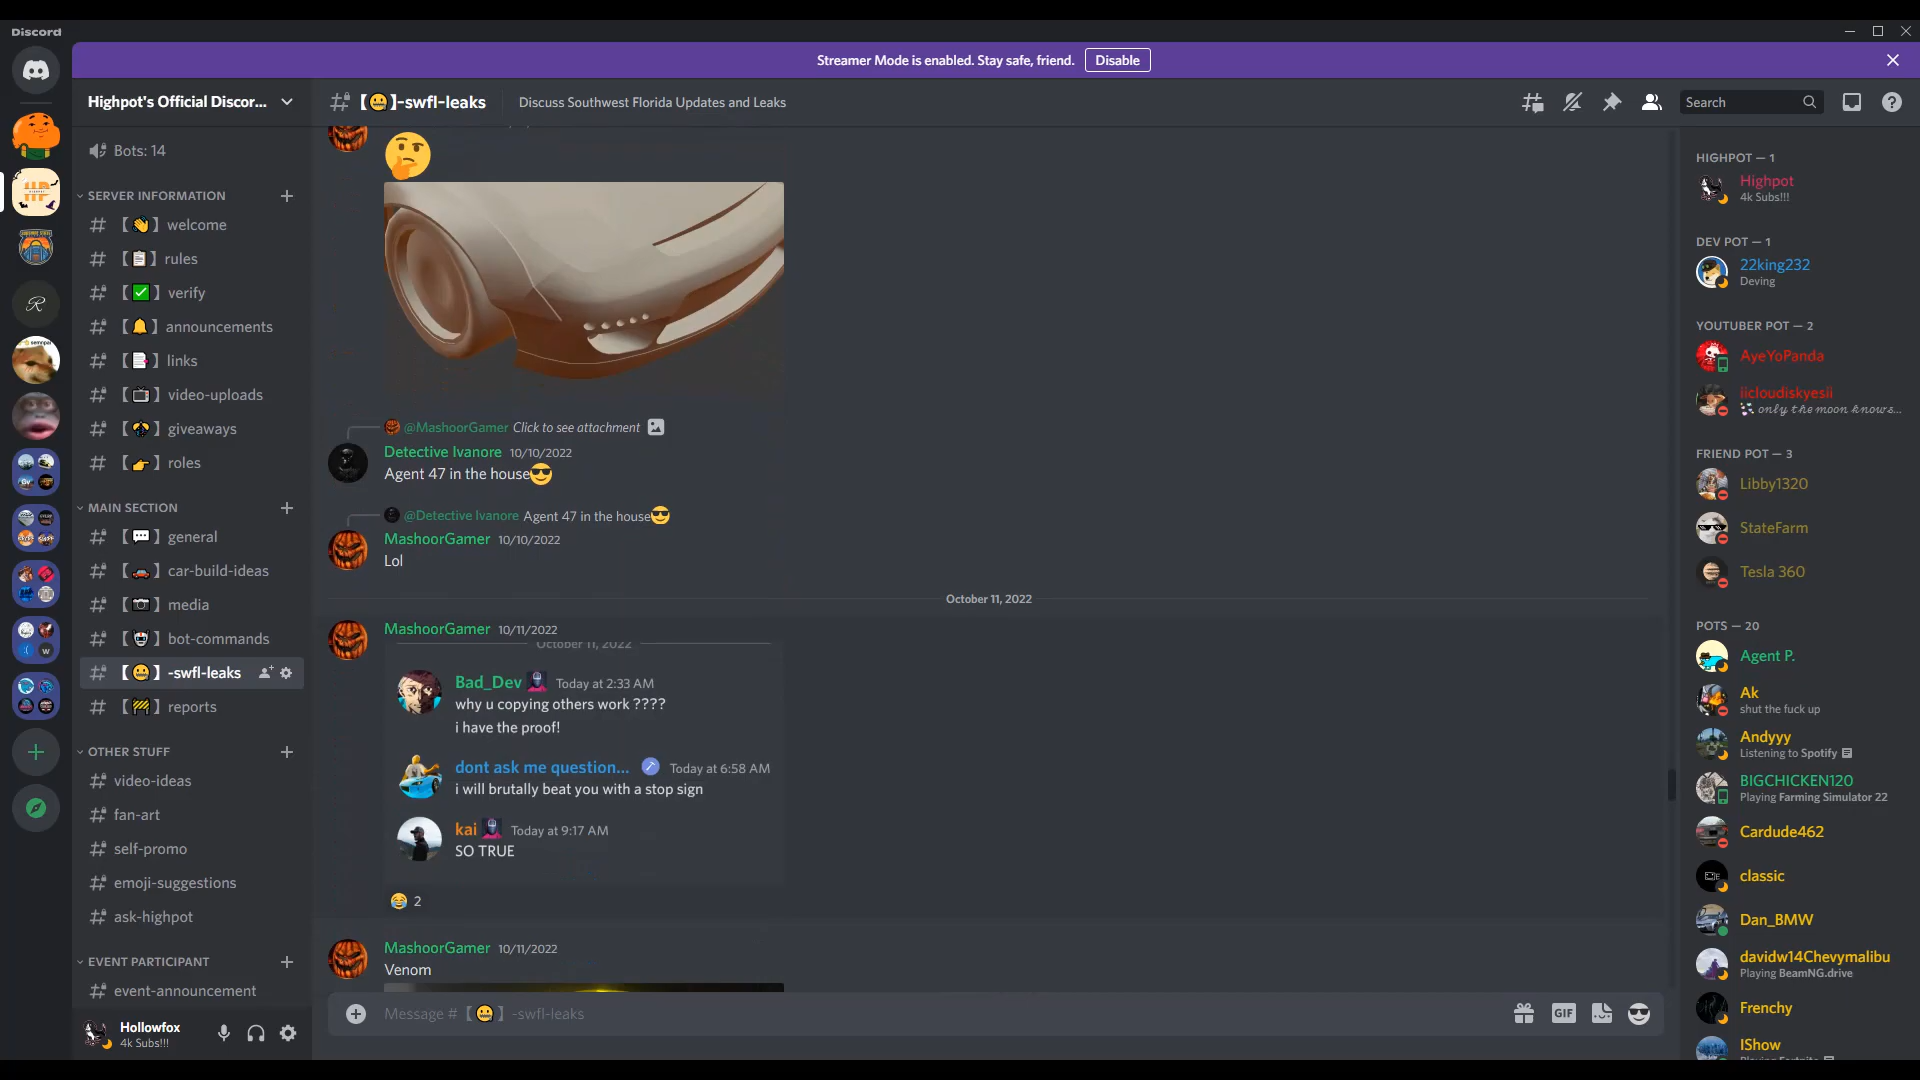 Discord
Streamer Mode is enabled. Stay safe, friend.
Disable
Highpot's Official Discor...
【🤐】-swfl-leaks
Discuss Southwest Florida Updates and Leaks
Search
Bots: 14
SERVER INFORMATION
【👋】welcome
【📋】rules
【✅】verify
【🔔】announcements
【📑】links
【📺】video-uploads
giveaways
【👉】roles
MAIN SECTION
【💬】general
【🚗】car-build-ideas
【📷】media
bot-commands
【🤐】-swfl-leaks
【🚧】reports
OTHER STUFF
video-ideas
fan-art
self-promo
emoji-suggestions
ask-highpot
EVENT PARTICIPANT
event-announcement
Hollowfox
4k Subs!!!
🤔
@MashoorGamer Click to see attachment
Detective Ivanore 10/10/2022
Agent 47 in the house😎
@Detective Ivanore Agent 47 in the house😎
MashoorGamer 10/10/2022
Lol
October 11, 2022
MashoorGamer 10/11/2022
October 11, 2022
Bad_Dev Today at 2:33 AM
why u copying others work ????
i have the proof!
dont ask me question... Today at 6:58 AM
i will brutally beat you with a stop sign
kai Today at 9:17 AM
SO TRUE
😂 2
MashoorGamer 10/11/2022
Venom
Message #【🤐】-swfl-leaks
GIF
HIGHPOT — 1
Highpot
4k Subs!!!
DEV POT — 1
22king232
Deving
YOUTUBER POT — 2
AyeYoPanda
iicloudiskyesii
only the moon knows...
FRIEND POT — 3
Libby1320
StateFarm
Tesla 360
POTS — 20
Agent P.
Ak
shut the fuck up
Andyyy
Listening to Spotify
BIGCHICKEN120
Playing Farming Simulator 22
Cardude462
classic
Dan_BMW
davidw14Chevymalibu
Playing BeamNG.drive
Frenchy
IShow
Playing Fortnite